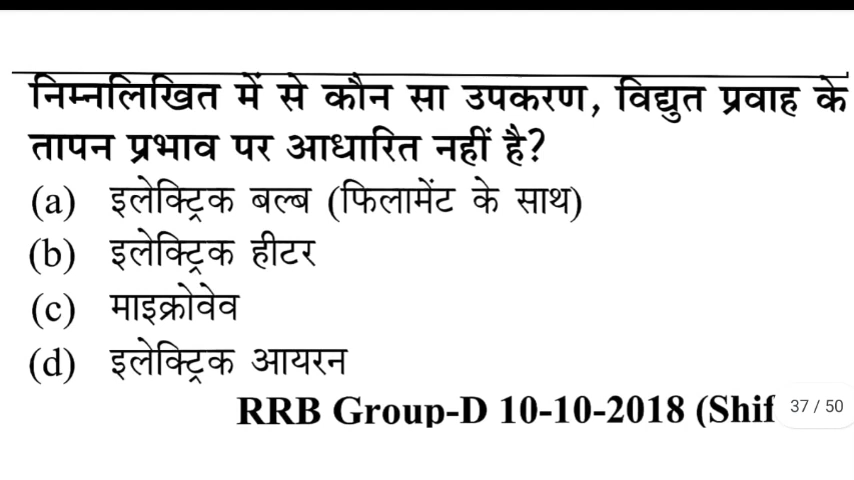 निम्नलिखित में से कौन सा उपकरण, विद्युत प्रवाह के
तापन प्रभाव पर आधारित नहीं है?
(a) इलेक्ट्रिक बल्ब (फिलामेंट के साथ)
(b) इलेक्ट्रिक हीटर
(c) माइक्रोवेव
(d) इलेक्ट्रिक आयरन
RRB Group-D 10-10-2018 (Shif 37 / 50